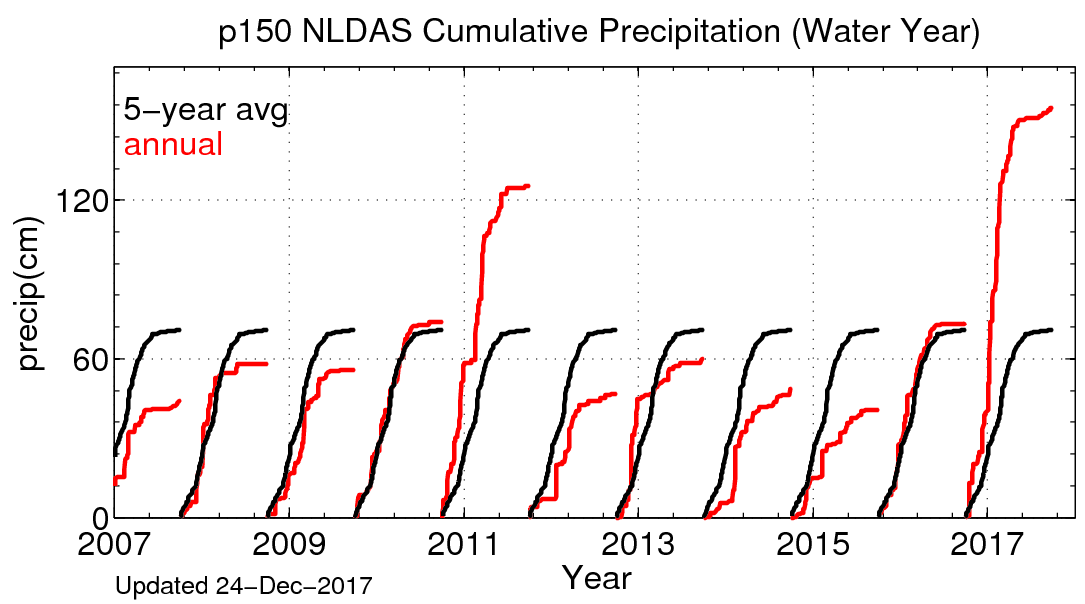 p150 NLDAS Cumulative Precipitation (Water Year)
5−year avg
annual
120
60
0
precip(cm)
2007 2009 2011 2013 2015 2017
Year
Updated 24−Dec−2017